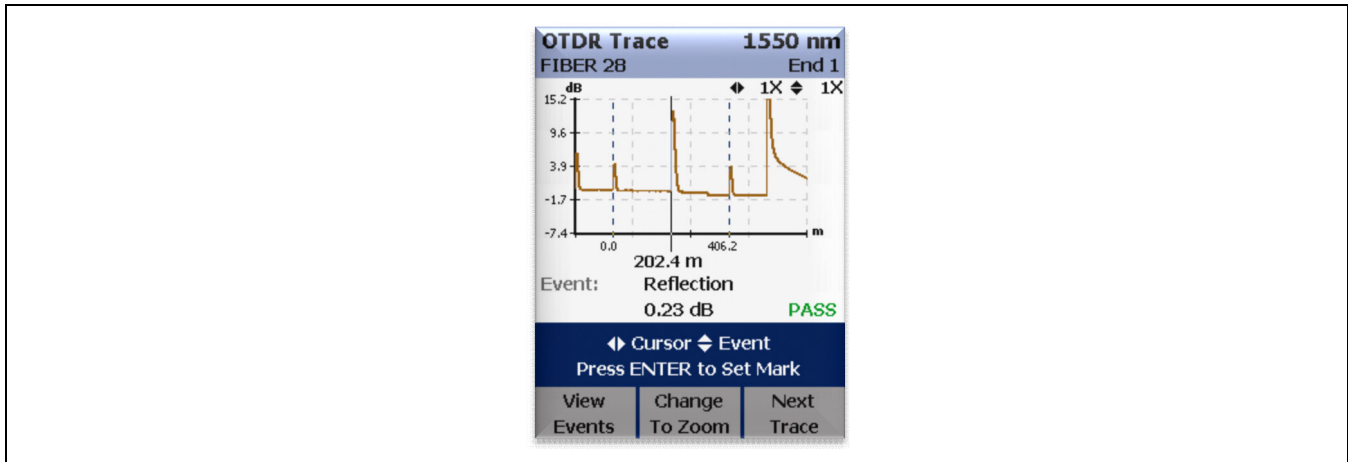 OTDR Trace 1550 nm
FIBER 28 End 1
dB 1X 1X
15.2
9.6
3.9
-1.7
-7.4
m
0.0 406.2
202.4 m
Event: Reflection
0.23 dB PASS
Cursor Event
Press ENTER to Set Mark
View Change Next
Events To Zoom Trace